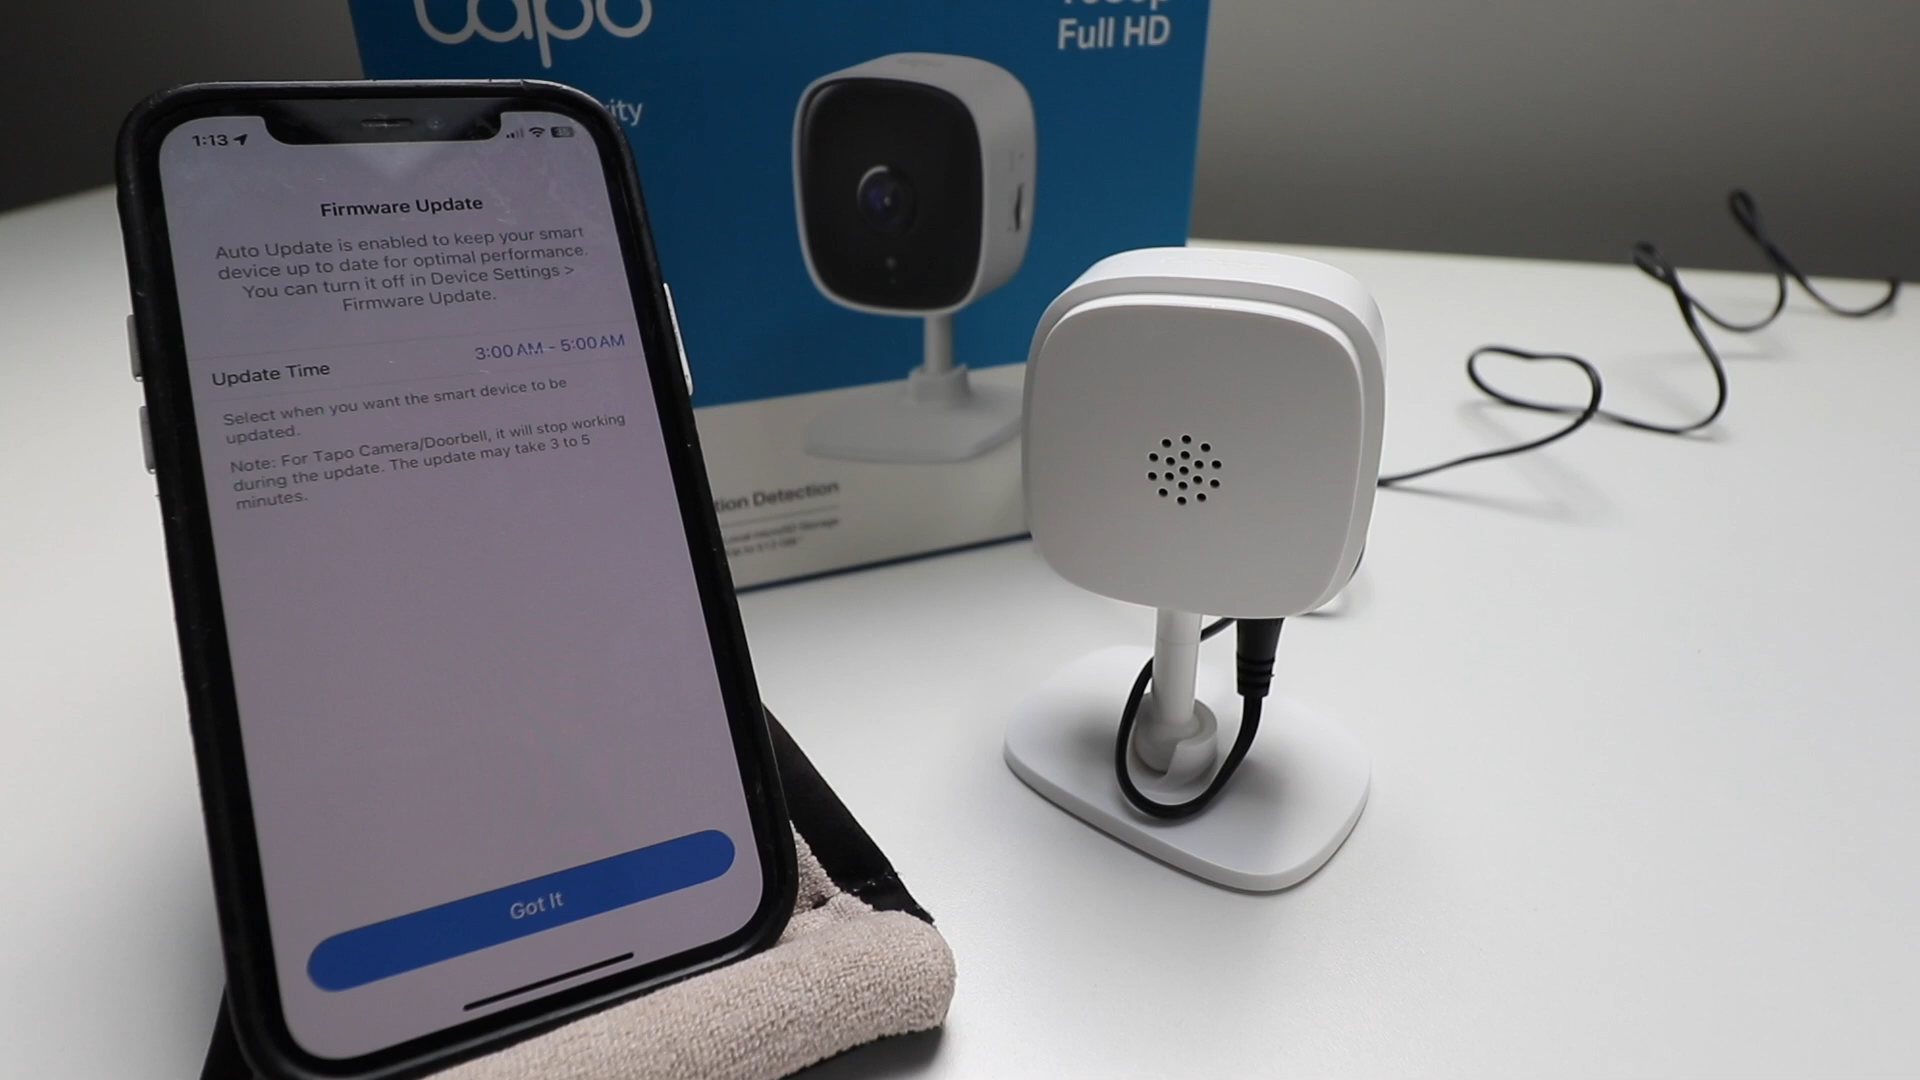 tapo
Full HD
1:13
35
Firmware Update
Auto Update is enabled to keep your smart
device up to date for optimal performance.
You can turn it off in Device Settings >
Firmware Update.
Update Time
3:00 AM - 5:00 AM
Select when you want the smart device to be
updated.
Note: For Tapo Camera/Doorbell, it will stop working
during the update. The update may take 3 to 5
minutes.
Got It
Detection